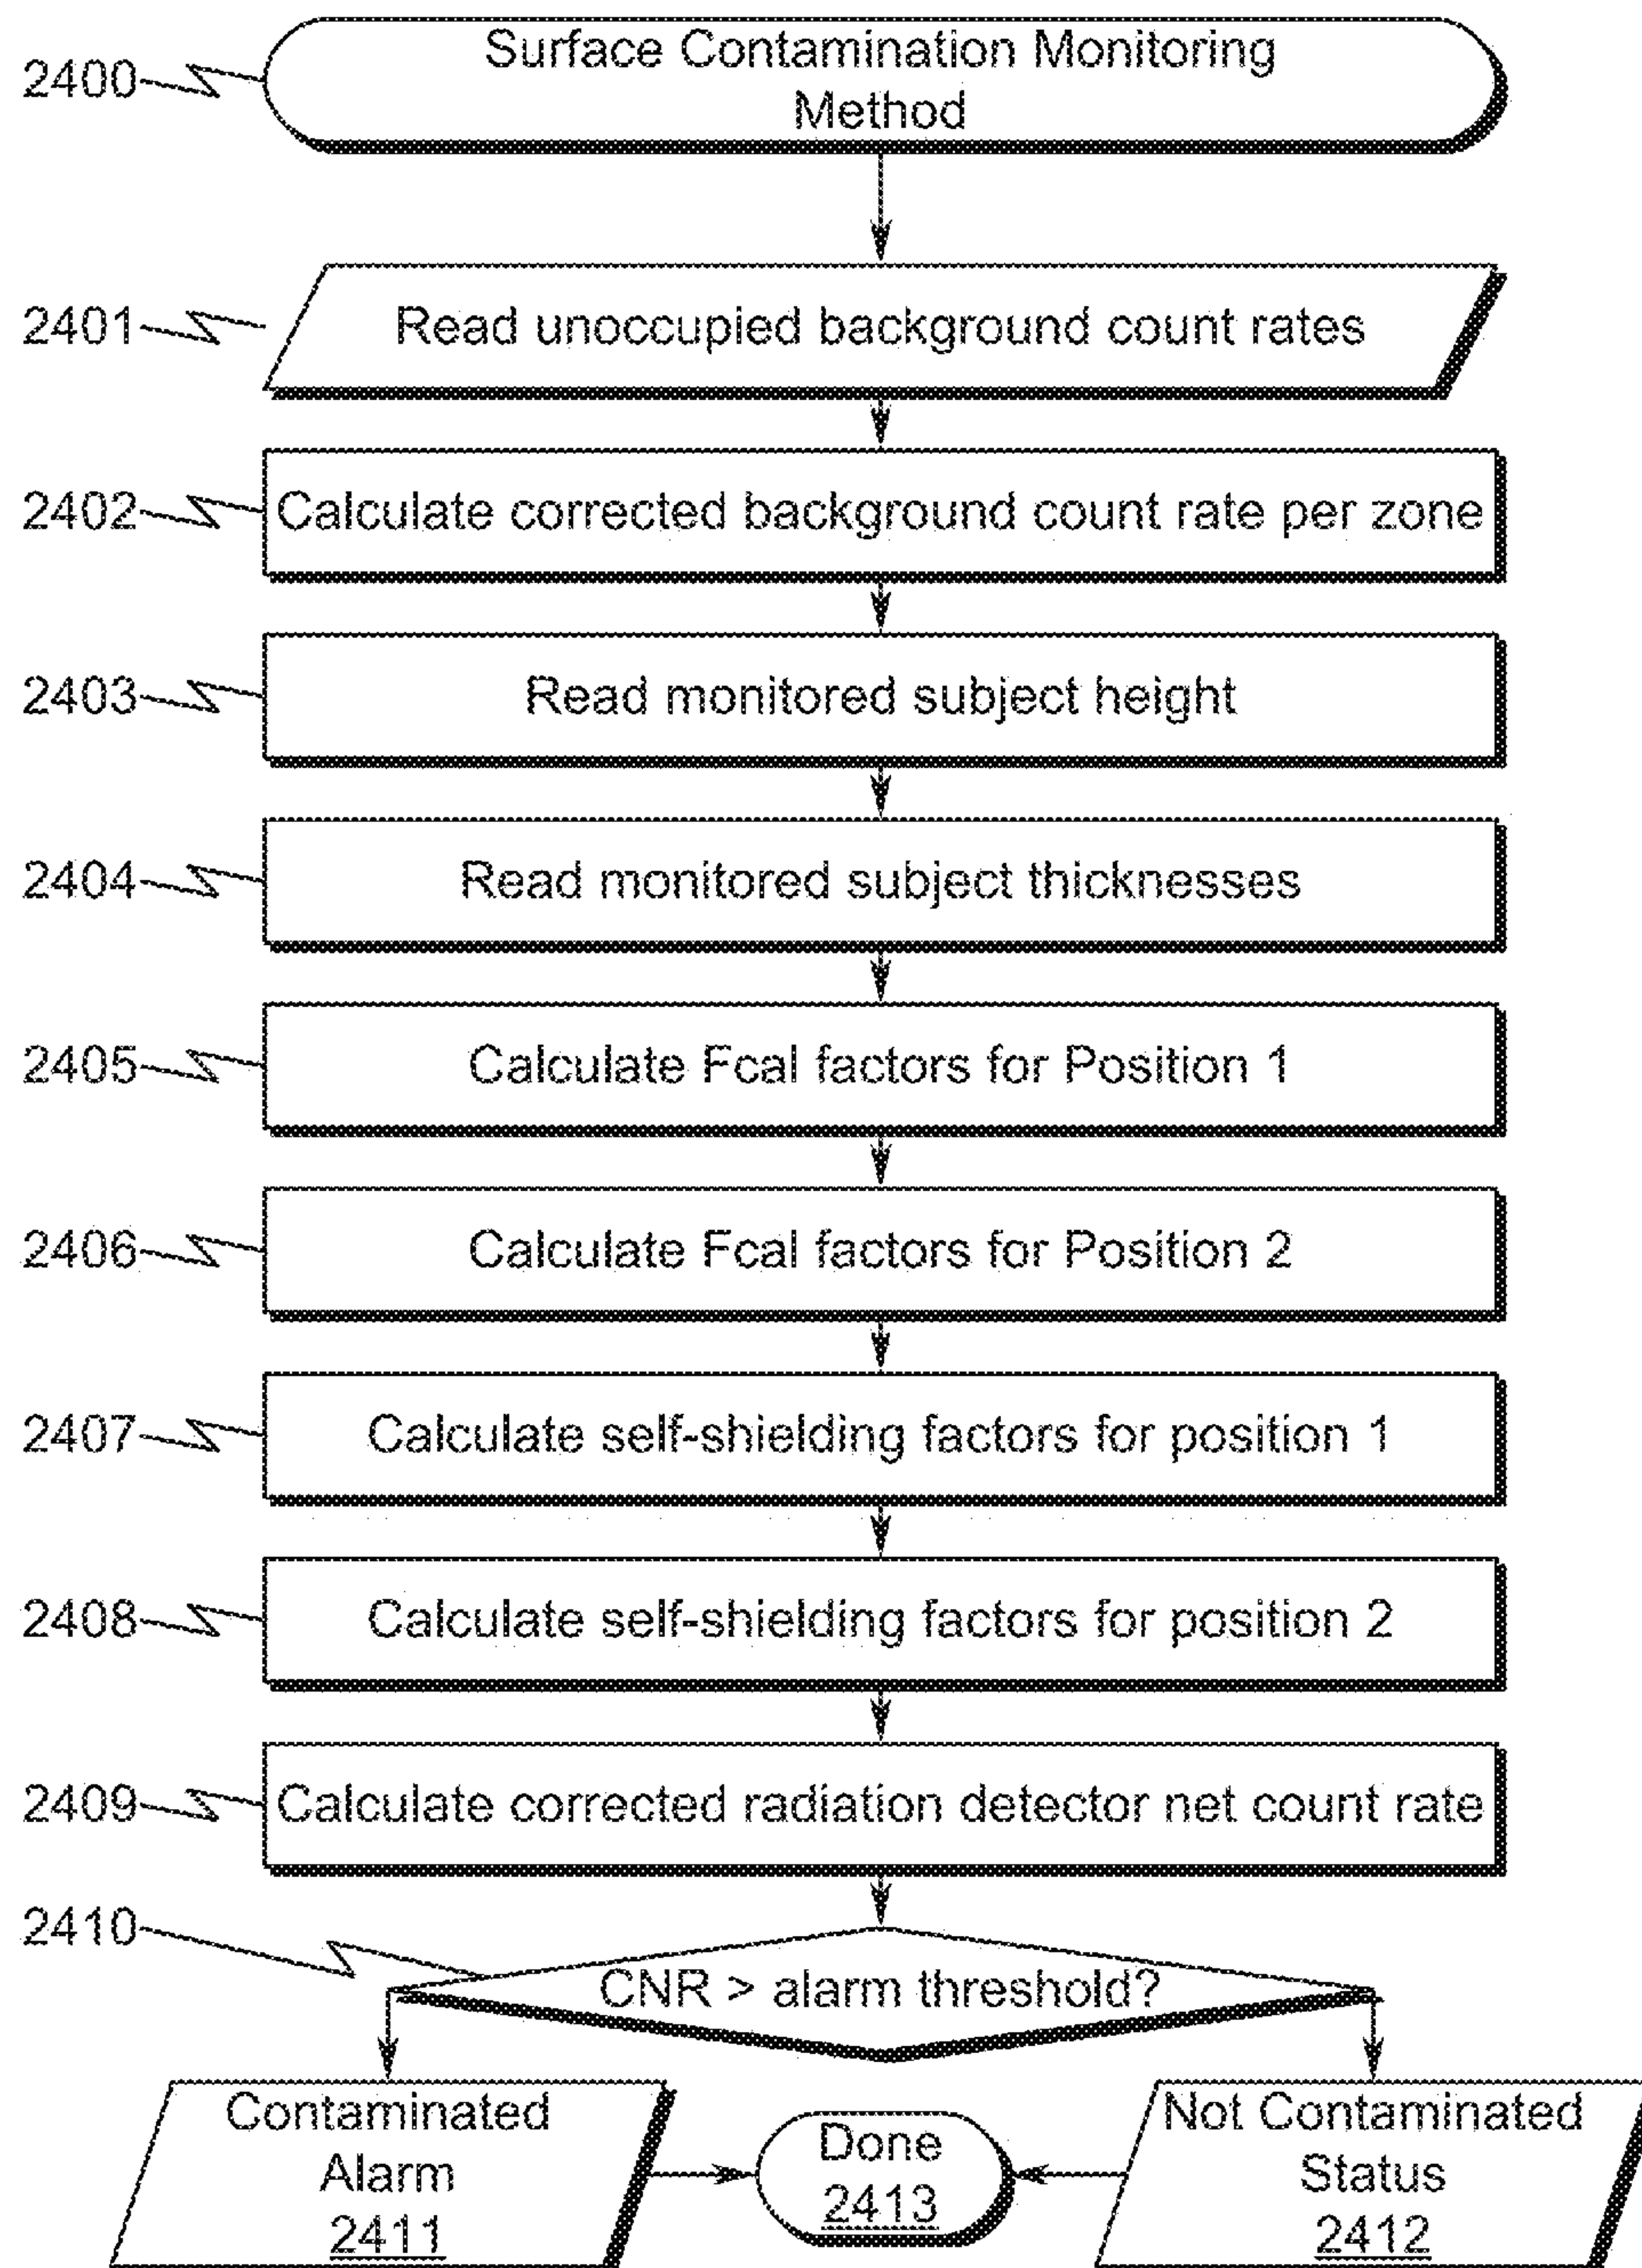 2400
Surface Contamination Monitoring
Method
2401
Read unoccupied background count rates
2402
Calculate corrected background count rate per zone
2403
Read monitored subject height
2404
Read monitored subject thicknesses
2405
Calculate Fcal factors for Position 1
2406
Calculate Fcal factors for Position 2
2407
Calculate self-shielding factors for position 1
2408
Calculate self-shielding factors for position 2
2409
Calculate corrected radiation detector net count rate
2410
CNR > alarm threshold?
Contaminated
Alarm
2411
Done
2413
Not Contaminated
Status
2412